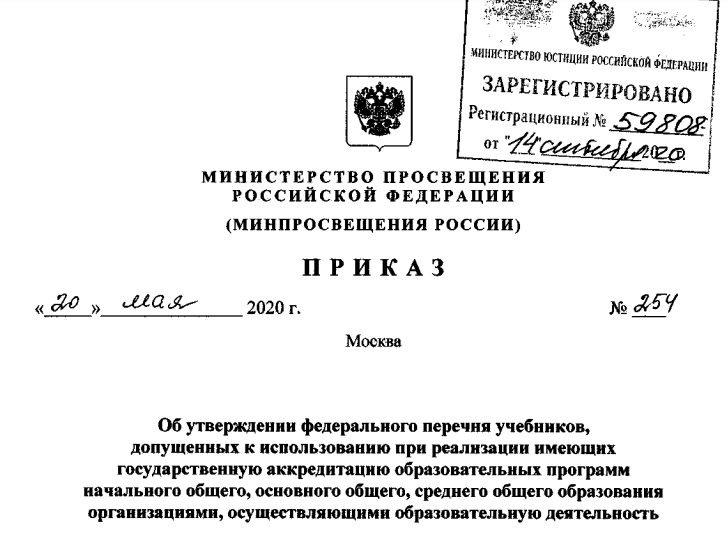 МИНИСТЕРСТВО ЮСТИЦИИ РОССИЙСКОЙ ФЕДЕРАЦИИ
ЗАРЕГИСТРИРОВАНО
Регистрационный № 59808
от "14" сентября 2020.
МИНИСТЕРСТВО ПРОСВЕЩЕНИЯ
РОССИЙСКОЙ ФЕДЕРАЦИИ
(МИНПРОСВЕЩЕНИЯ РОССИИ)
ПРИКАЗ
«20» мая 2020 г.
№ 254
Москва
Об утверждении федерального перечня учебников,
допущенных к использованию при реализации имеющих
государственную аккредитацию образовательных программ
начального общего, основного общего, среднего общего образования
организациями, осуществляющими образовательную деятельность